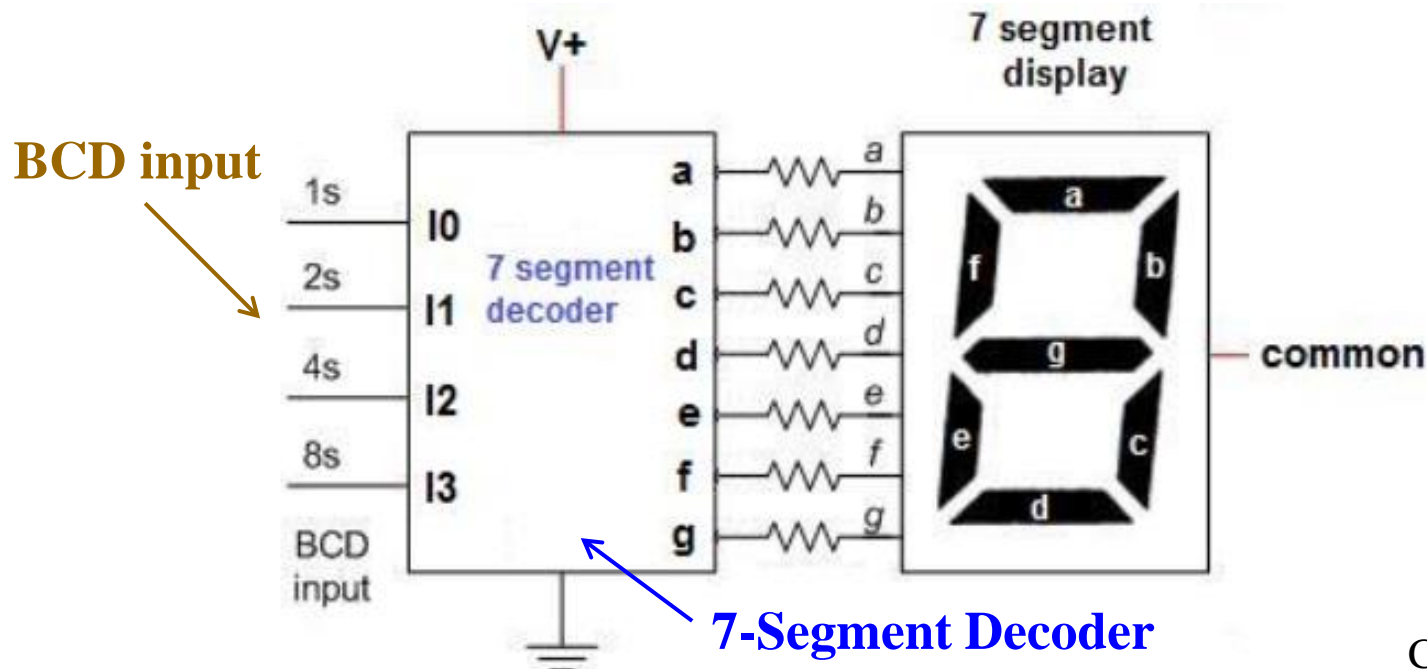 V+
7 segment
display
BCD input
1s
2s
4s
8s
BCD
input
I0
I1
I2
I3
7 segment
decoder
a
b
c
d
e
f
g
a
b
c
d
e
f
g
a
f
b
g
e
c
d
common
7-Segment Decoder